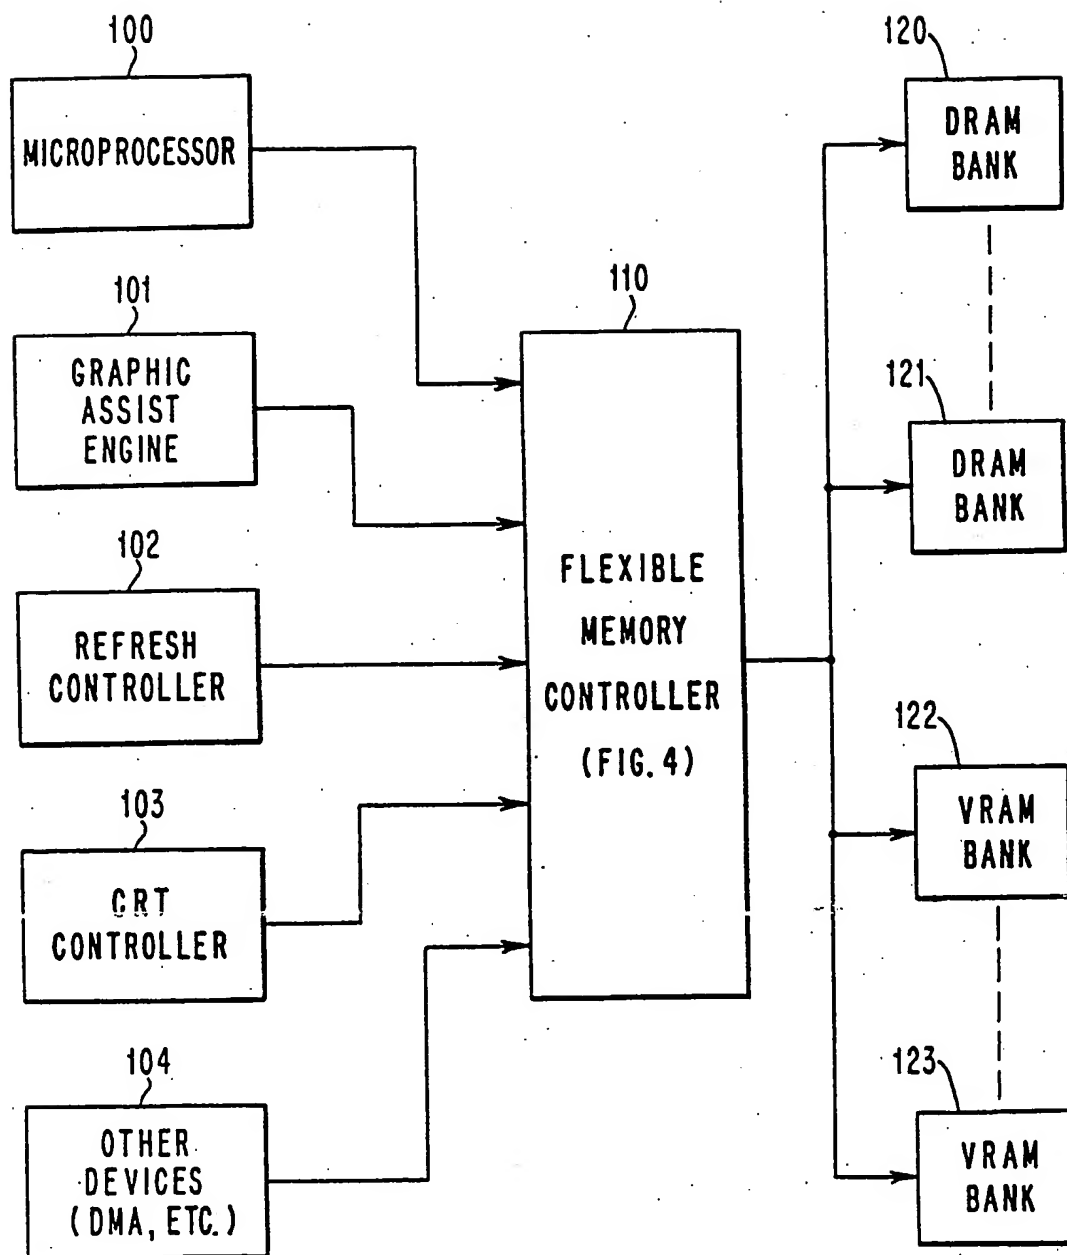 100
MICROPROCESSOR
101
GRAPHIC
ASSIST
ENGINE
102
REFRESH
CONTROLLER
103
CRT
CONTROLLER
104
OTHER
DEVICES
(DMA, ETC.)
110
FLEXIBLE
MEMORY
CONTROLLER
(FIG. 4)
120
DRAM
BANK
121
DRAM
BANK
122
VRAM
BANK
123
VRAM
BANK